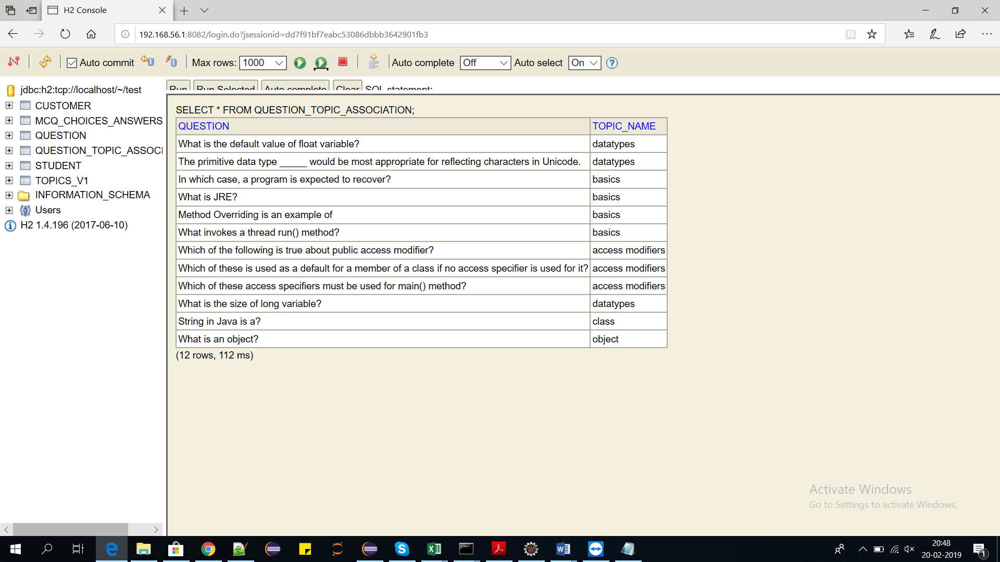 H2 Console
192.168.56.1:8082/login.do?jsessionid=dd7f91bf7eabc53086dbbb3642901fb3
Auto commit Max rows: 1000 Auto complete Off Auto select On
jdbc:h2:tcp://localhost/~/test
CUSTOMER
MCQ_CHOICES_ANSWERS
QUESTION
QUESTION_TOPIC_ASSOCI
STUDENT
TOPICS_V1
INFORMATION_SCHEMA
Users
H2 1.4.196 (2017-06-10)
Run Run Selected Auto complete Clear SQL statement:
SELECT * FROM QUESTION_TOPIC_ASSOCIATION;
QUESTION TOPIC_NAME
What is the default value of float variable? datatypes
The primitive data type _____ would be most appropriate for reflecting characters in Unicode. datatypes
In which case, a program is expected to recover? basics
What is JRE? basics
Method Overriding is an example of basics
What invokes a thread run() method? basics
Which of the following is true about public access modifier? access modifiers
Which of these is used as a default for a member of a class if no access specifier is used for it? access modifiers
Which of these access specifiers must be used for main() method? access modifiers
What is the size of long variable? datatypes
String in Java is a? class
What is an object? object
(12 rows, 112 ms)
Activate Windows
Go to Settings to activate Windows.
20:48
20-02-2019
1